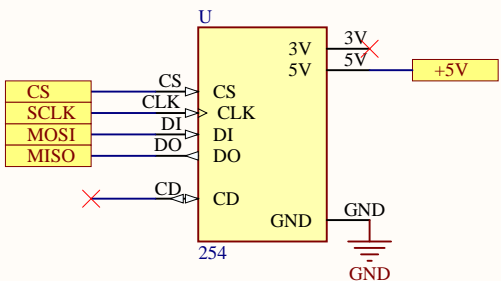 U
3V 3V
5V 5V +5V
CS CS CS
SCLK CLK CLK
MOSI DI DI
MISO DO DO
CD CD
GND GND
254
GND